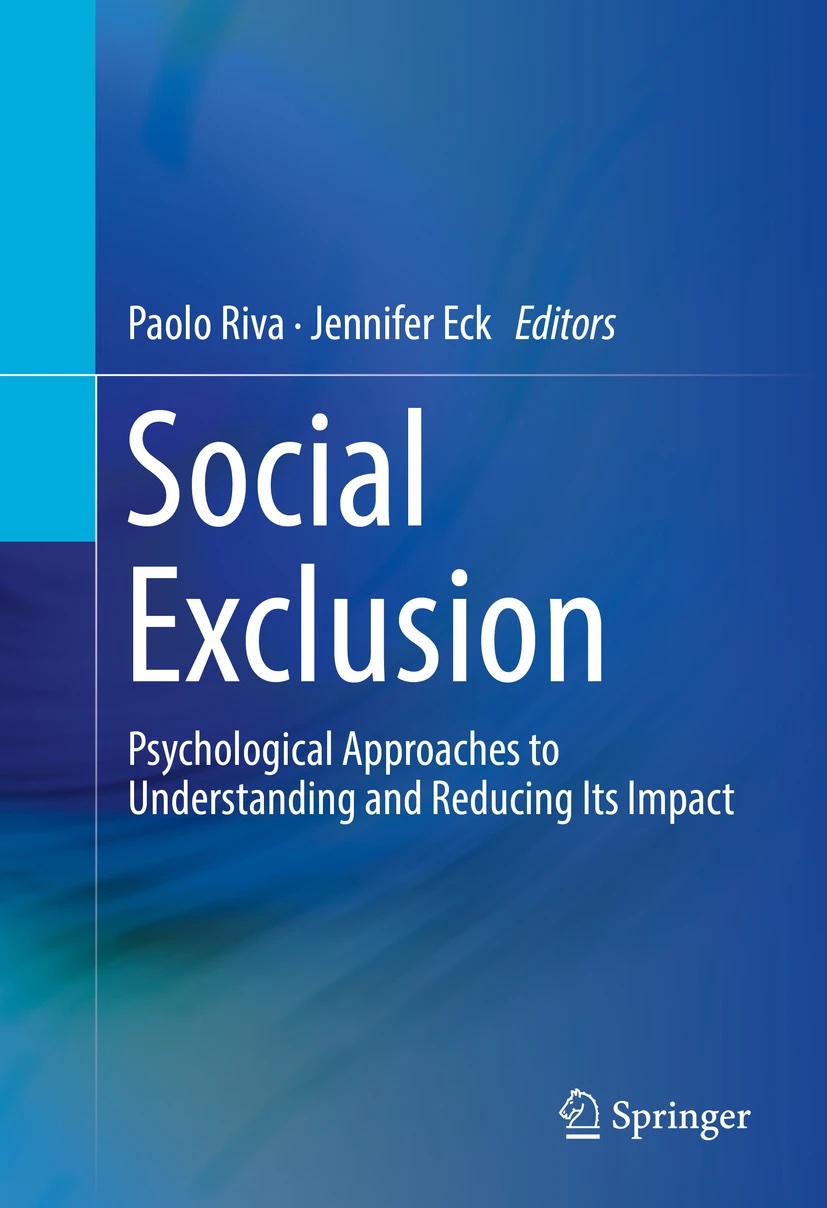 Paolo Riva · Jennifer Eck Editors
Social
Exclusion
Psychological Approaches to
Understanding and Reducing Its Impact
Springer